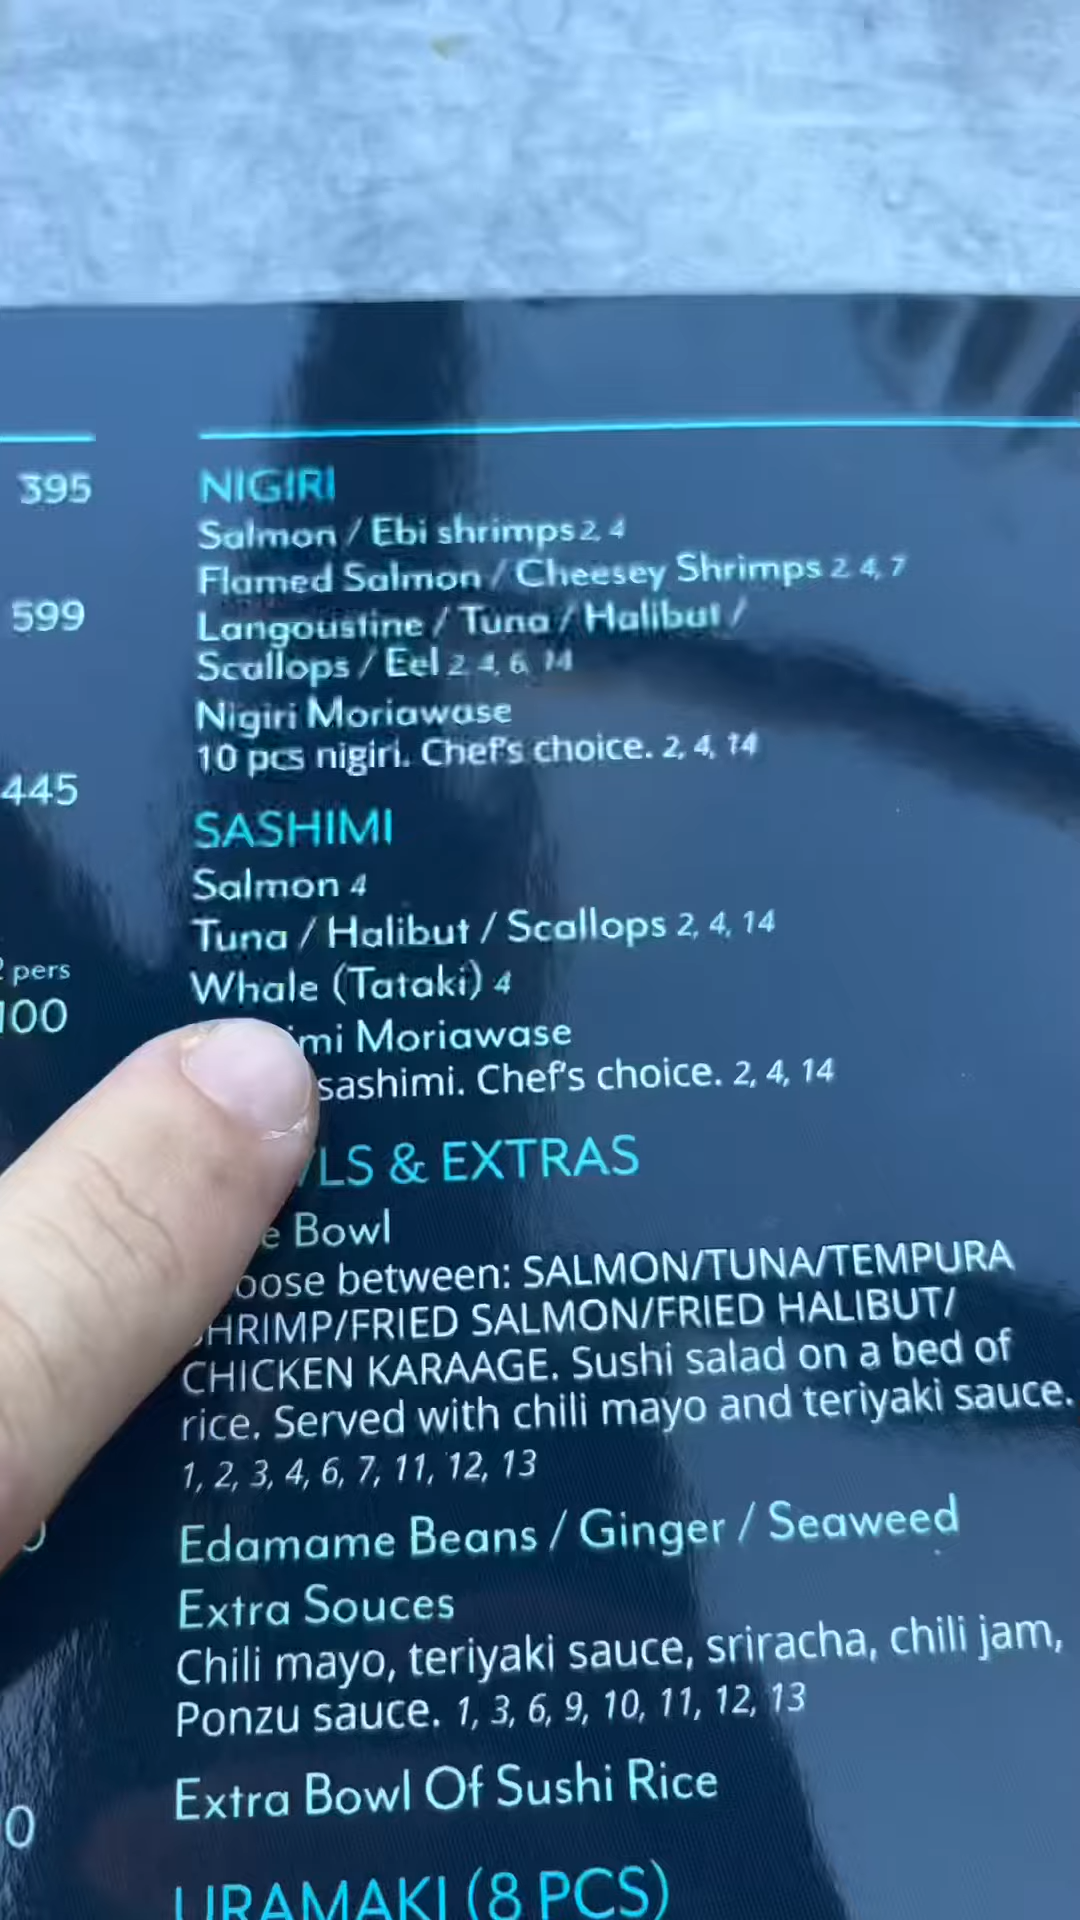 395
599
445
pers
100
0
NIGIRI
Salmon / Ebi shrimps 2, 4
Flamed Salmon / Cheesey Shrimps 2 4, 7
Langoustine / Tuna / Halibut /
Scallops / Eel 2 4, 6, 14
Nigiri Moriawase
10 pcs nigiri. Chef's choice. 2, 4, 14
SASHIMI
Salmon 4
Tuna / Halibut / Scallops 2, 4, 14
Whale (Tataki) 4
imi Moriawase
sashimi. Chef's choice. 2, 4, 14
LS & EXTRAS
e Bowl
oose between: SALMON/TUNA/TEMPURA
HRIMP/FRIED SALMON/FRIED HALIBUT/
CHICKEN KARAAGE. Sushi salad on a bed of
rice. Served with chili mayo and teriyaki sauce.
1, 2, 3, 4, 6, 7, 11, 12, 13
Edamame Beans / Ginger / Seaweed
Extra Souces
Chili mayo, teriyaki sauce, sriracha, chili jam,
Ponzu sauce. 1, 3, 6, 9, 10, 11, 12, 13
Extra Bowl Of Sushi Rice
URAMAKI (8 PCS)